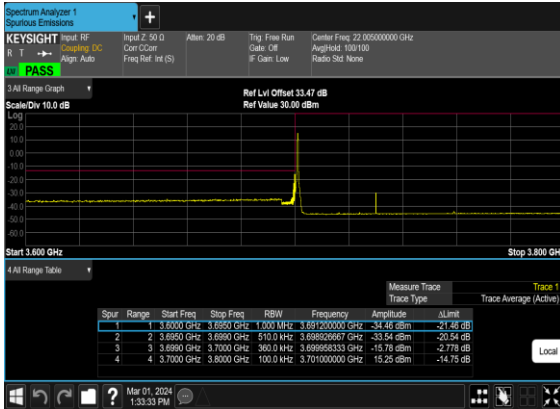 Spectrum Analyzer 1
Spurious Emissions
+
KEYSIGHT Input: RF Input Z: 50 Ω Atten: 20 dB Trig: Free Run Center Freq: 22.005000000 GHz
R T Coupling: DC Corr CCorr Gate: Off Avg|Hold: 100/100
Align: Auto Freq Ref: Int (S) IF Gain: Low Radio Std: None
PASS
3 All Range Graph
Ref Lvl Offset 33.47 dB
Scale/Div 10.0 dB Ref Value 30.00 dBm
Log
20.0
10.0
0.00
-10.0
-20.0
-30.0
-40.0
-50.0
-60.0
Start 3.600 GHz Stop 3.800 GH
4 All Range Table
Measure Trace Trace 1
Trace Type Trace Average (Active)
Spur Range Start Freq Stop Freq RBW Frequency Amplitude ΔLimit
1 1 3.6000 GHz 3.6950 GHz 1.000 MHz 3.691200000 GHz -34.46 dBm -21.46 dB
2 2 3.6950 GHz 3.6990 GHz 510.0 kHz 3.698926667 GHz -33.54 dBm -20.54 dB
3 3 3.6990 GHz 3.7000 GHz 360.0 kHz 3.699958333 GHz -15.78 dBm -2.778 dB
4 4 3.7000 GHz 3.8000 GHz 100.0 kHz 3.701000000 GHz 15.25 dBm -14.75 dB
Local
?
Mar 01, 2024
1:33:33 PM